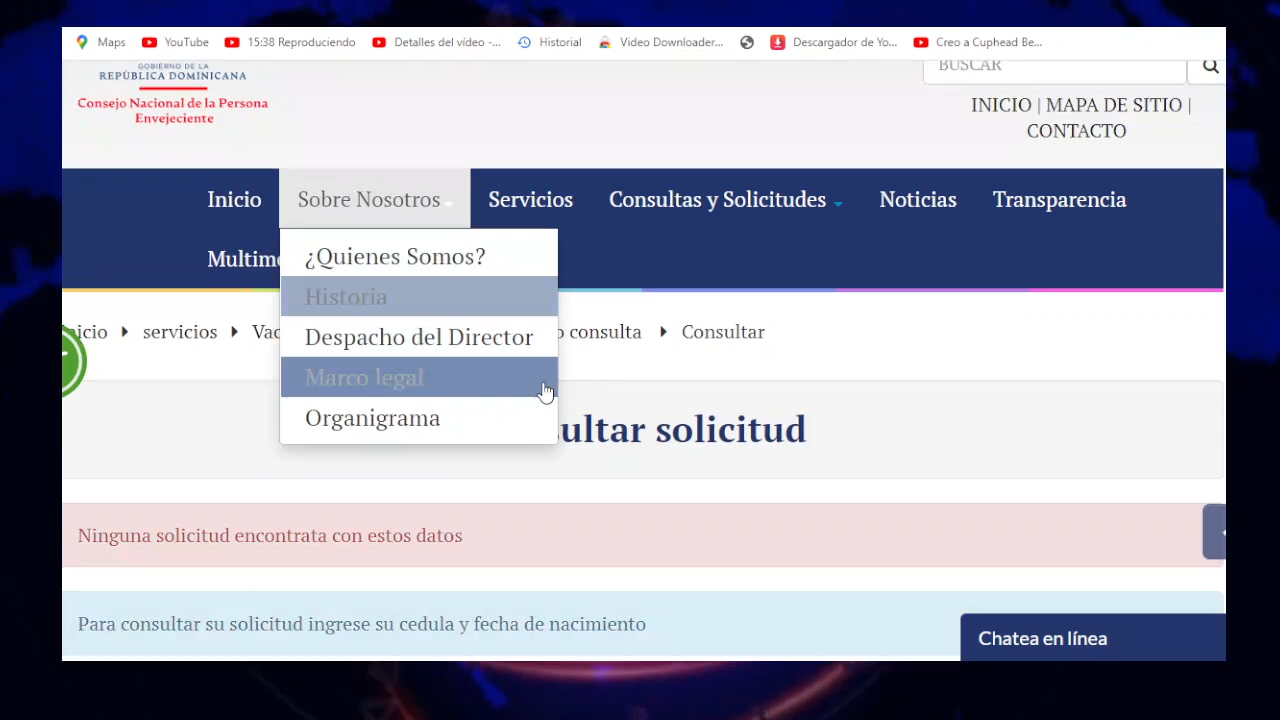 Maps YouTube 15:38 Reproduciendo Detalles del vídeo -... Historial Video Downloader... Descargador de Yo... Creo a Cuphead Be...
GOBIERNO DE LA
REPÚBLICA DOMINICANA
Consejo Nacional de la Persona
Envejeciente
BUSCAR
INICIO | MAPA DE SITIO |
CONTACTO
Inicio Sobre Nosotros Servicios Consultas y Solicitudes Noticias Transparencia
¿Quienes Somos?
Historia
Despacho del Director
Marco legal
Organigrama
servicios consulta Consultar
solicitud
Ninguna solicitud encontrata con estos datos
Para consultar su solicitud ingrese su cedula y fecha de nacimiento
Chatea en línea